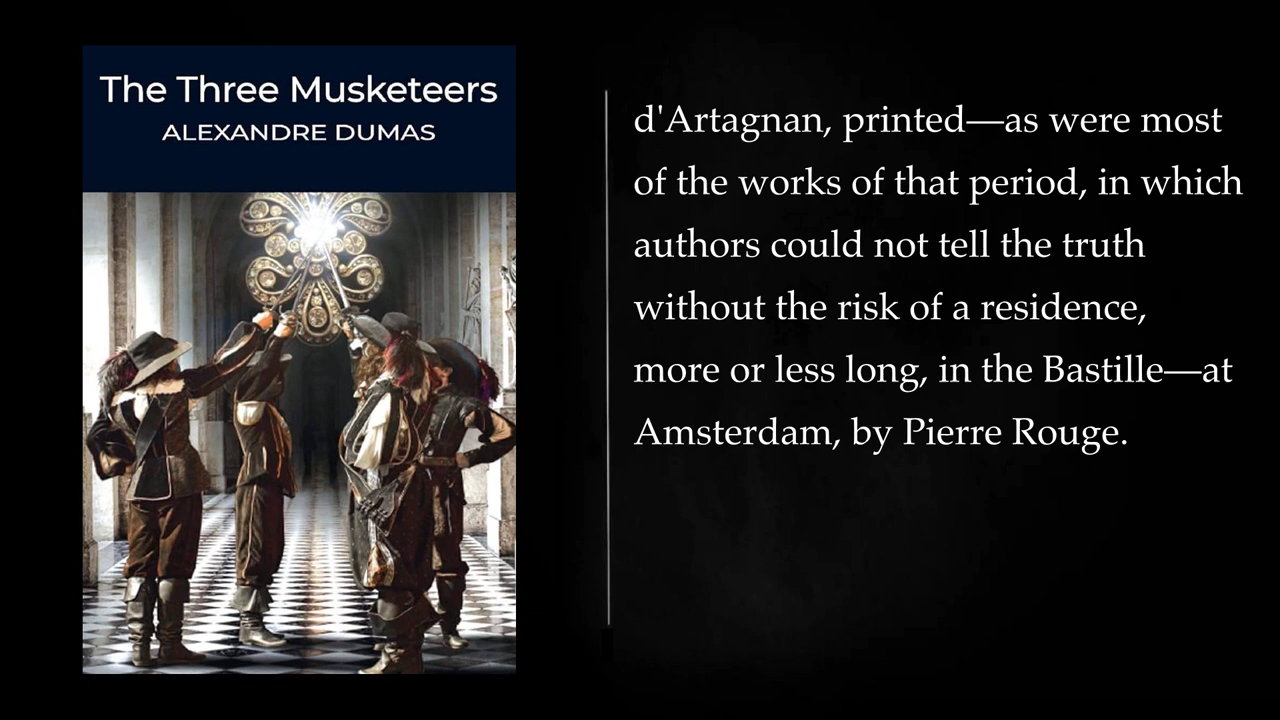 The Three Musketeers
ALEXANDRE DUMAS
d'Artagnan, printed—as were most
of the works of that period, in which
authors could not tell the truth
without the risk of a residence,
more or less long, in the Bastille—at
Amsterdam, by Pierre Rouge.